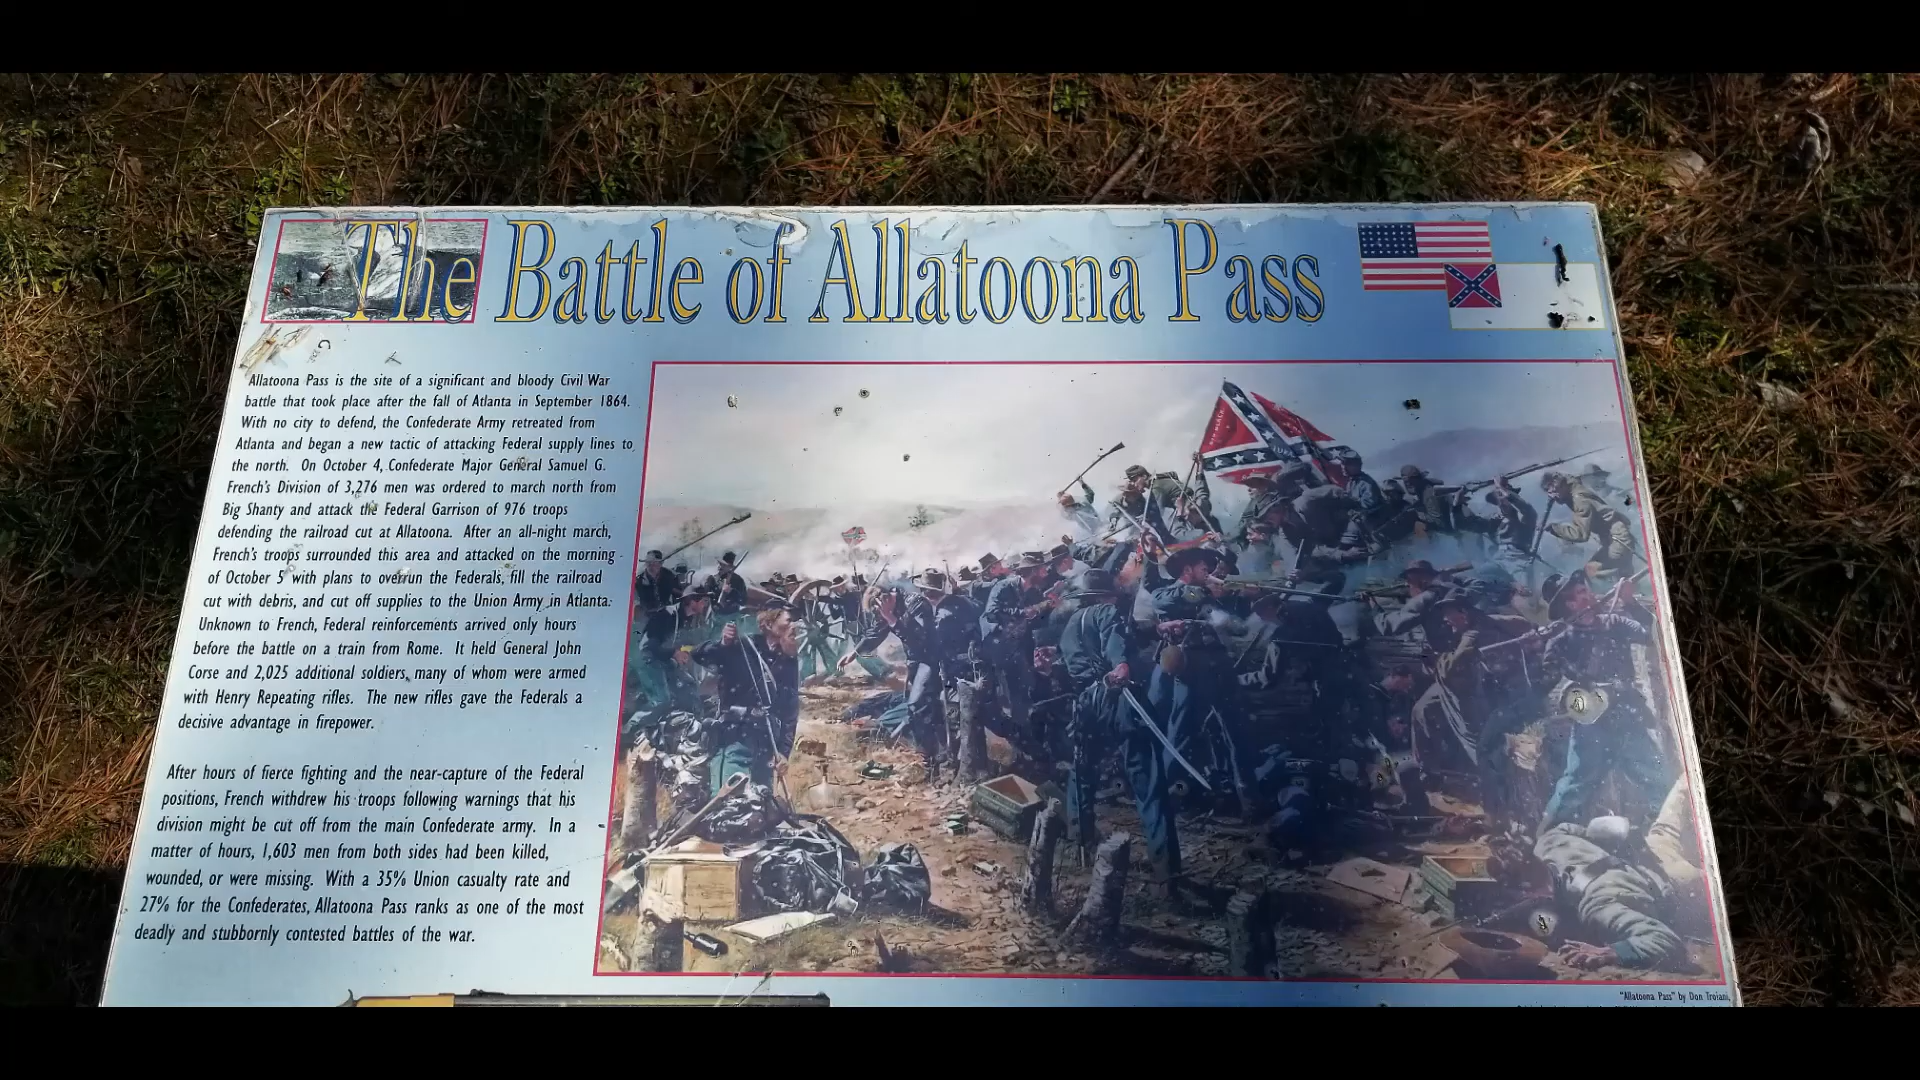 The Battle of Allatoona Pass
Allatoona Pass is the site of a significant and bloody Civil War
battle that took place after the fall of Atlanta in September 1864.
With no city to defend, the Confederate Army retreated from
Atlanta and began a new tactic of attacking Federal supply lines to
the north. On October 4, Confederate Major General Samuel G.
French's Division of 3,276 men was ordered to march north from
Big Shanty and attack the Federal Garrison of 976 troops
defending the railroad cut at Allatoona. After an all-night march,
French's troops surrounded this area and attacked on the morning
of October 5 with plans to overrun the Federals, fill the railroad
cut with debris, and cut off supplies to the Union Army in Atlanta.
Unknown to French, Federal reinforcements arrived only hours
before the battle on a train from Rome. It held General John
Corse and 2,025 additional soldiers, many of whom were armed
with Henry Repeating rifles. The new rifles gave the Federals a
decisive advantage in firepower.
After hours of fierce fighting and the near-capture of the Federal
positions, French withdrew his troops following warnings that his
division might be cut off from the main Confederate army. In a
matter of hours, 1,603 men from both sides had been killed,
wounded, or were missing. With a 35% Union casualty rate and
27% for the Confederates, Allatoona Pass ranks as one of the most
deadly and stubbornly contested battles of the war.
"Allatoona Pass" by Don Troiani,